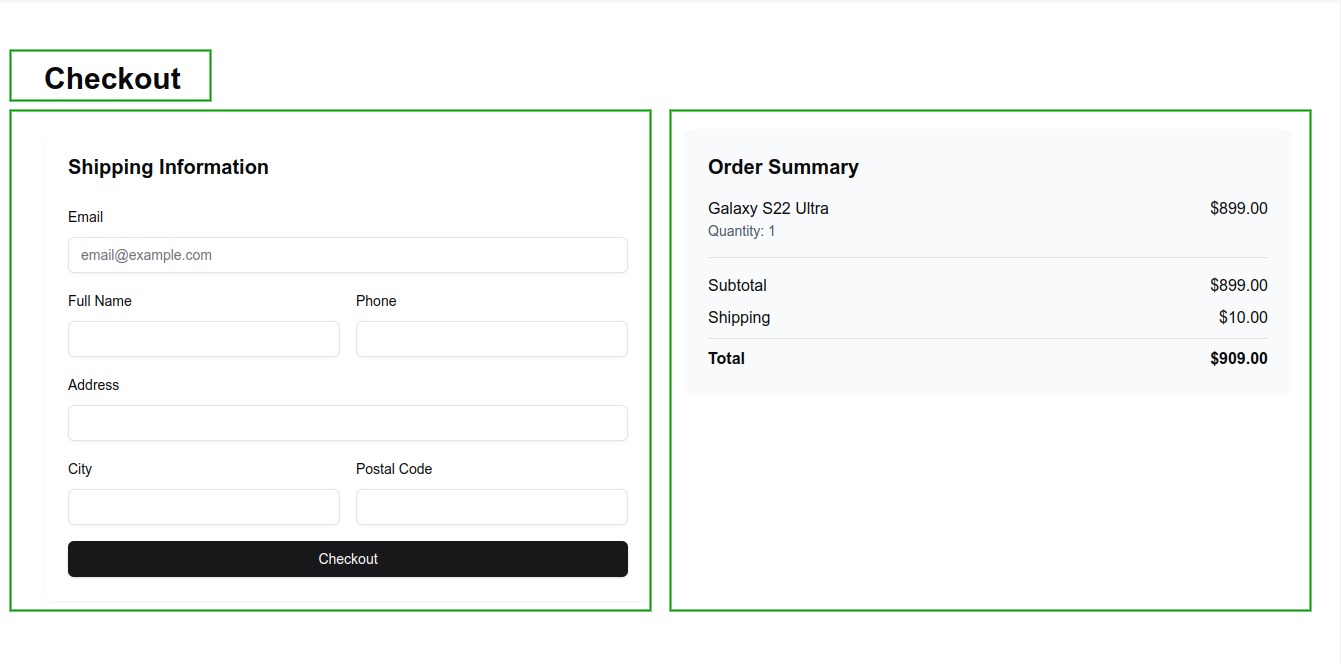 Checkout
Shipping Information
Email
email@example.com
Full Name Phone
Address
City Postal Code
Checkout
Order Summary
Galaxy S22 Ultra $899.00
Quantity: 1
Subtotal $899.00
Shipping $10.00
Total $909.00